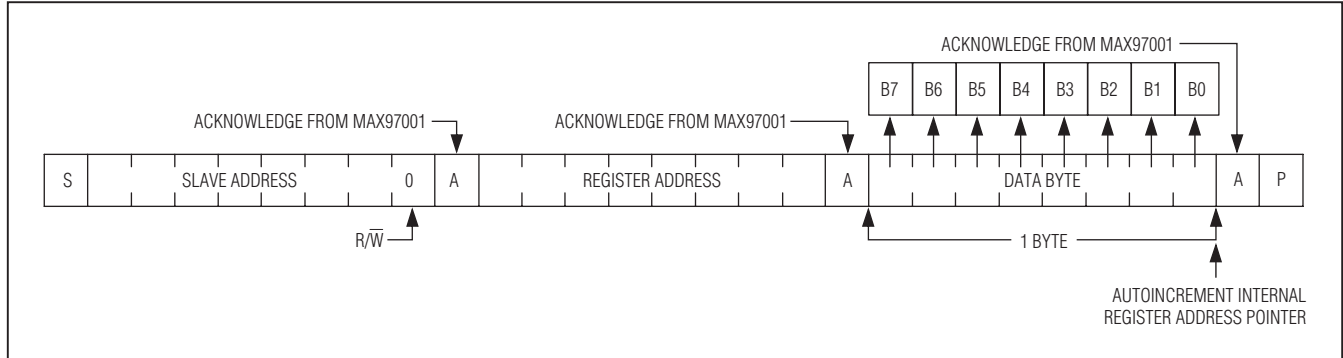 ACKNOWLEDGE FROM MAX97001
B7 B6 B5 B4 B3 B2 B1 B0
ACKNOWLEDGE FROM MAX97001 ACKNOWLEDGE FROM MAX97001
S SLAVE ADDRESS 0 A REGISTER ADDRESS A DATA BYTE A P
R/W̅ 1 BYTE
AUTOINCREMENT INTERNAL
REGISTER ADDRESS POINTER